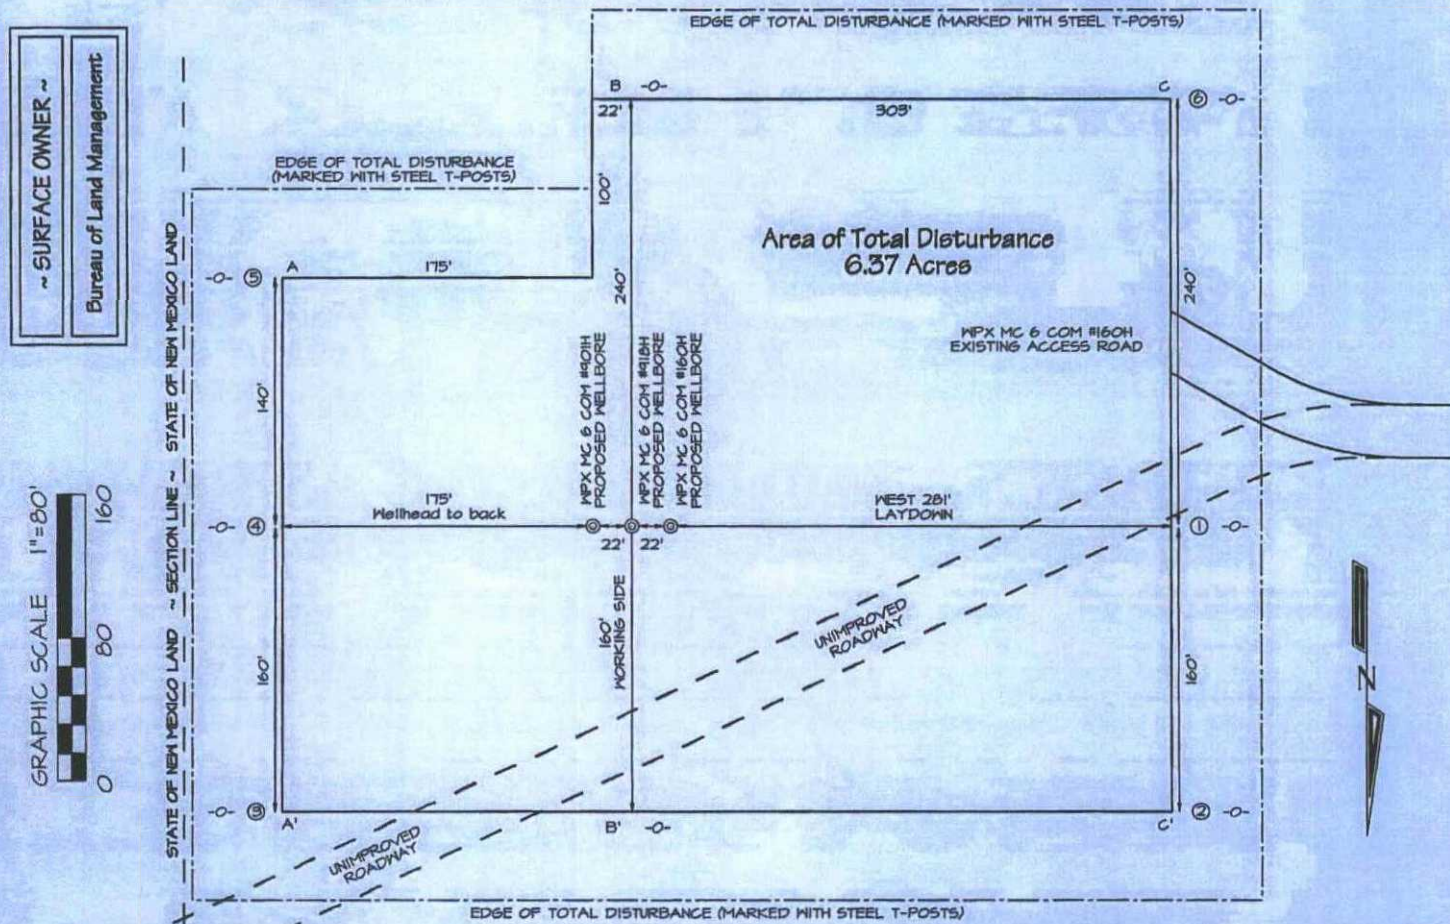 EDGE OF TOTAL DISTURBANCE (MARKED WITH STEEL T-POSTS)
~ SURFACE OWNER ~
Bureau of Land Management
B -0-
C ⑥ -0-
22'
303'
EDGE OF TOTAL DISTURBANCE
(MARKED WITH STEEL T-POSTS)
100'
Area of Total Disturbance
6.37 Acres
-0- ⑤ A
175'
240'
240'
STATE OF NEW MEXICO LAND ~ SECTION LINE ~ STATE OF NEW MEXICO LAND
WPX MC 6 COM #160H
EXISTING ACCESS ROAD
140'
WPX MC 6 COM #901H
PROPOSED WELLBORE
WPX MC 6 COM #918H
PROPOSED WELLBORE
WPX MC 6 COM #160H
PROPOSED WELLBORE
175'
Wellhead to back
WEST 281'
LAYDOWN
-0- ④
① -0-
22' 22'
GRAPHIC SCALE 1"=80'
0 80 160
160'
WORKING SIDE
UNIMPROVED
ROADWAY
160'
160'
N
-0- ③ A'
B' -0-
C' ② -0-
UNIMPROVED
ROADWAY
EDGE OF TOTAL DISTURBANCE (MARKED WITH STEEL T-POSTS)